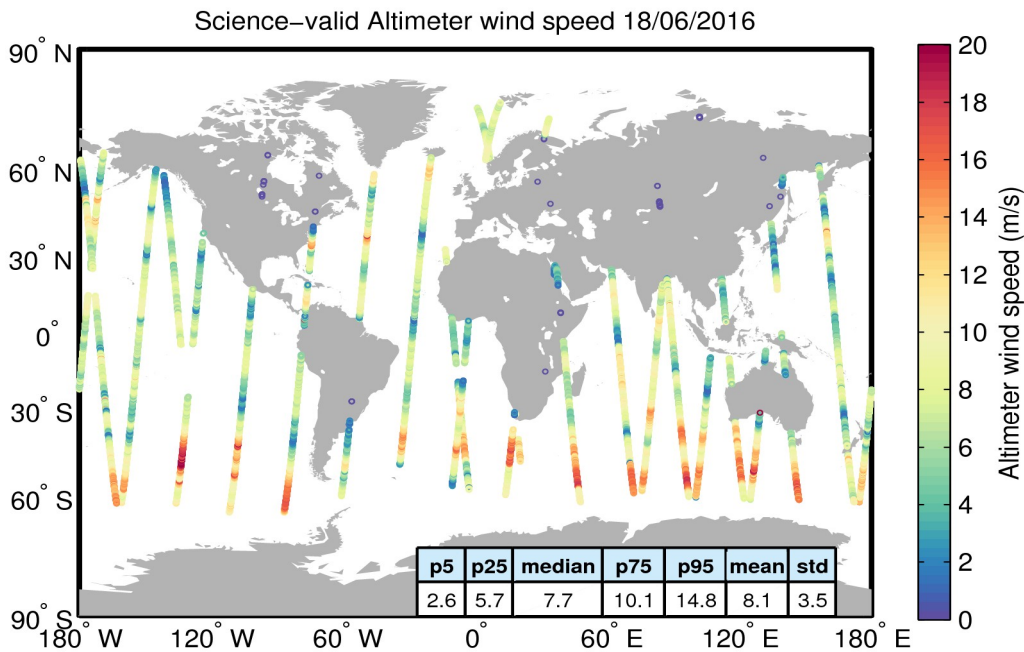 Science−valid Altimeter wind speed 18/06/2016
90° N
60° N
30° N
0°
30° S
60° S
90° S
180° W
120° W
60° W
0°
60° E
120° E
180° E
p5 p25 median p75 p95 mean std
2.6 5.7 7.7 10.1 14.8 8.1 3.5
20
18
16
14
12
10
8
6
4
2
0
Altimeter wind speed (m/s)